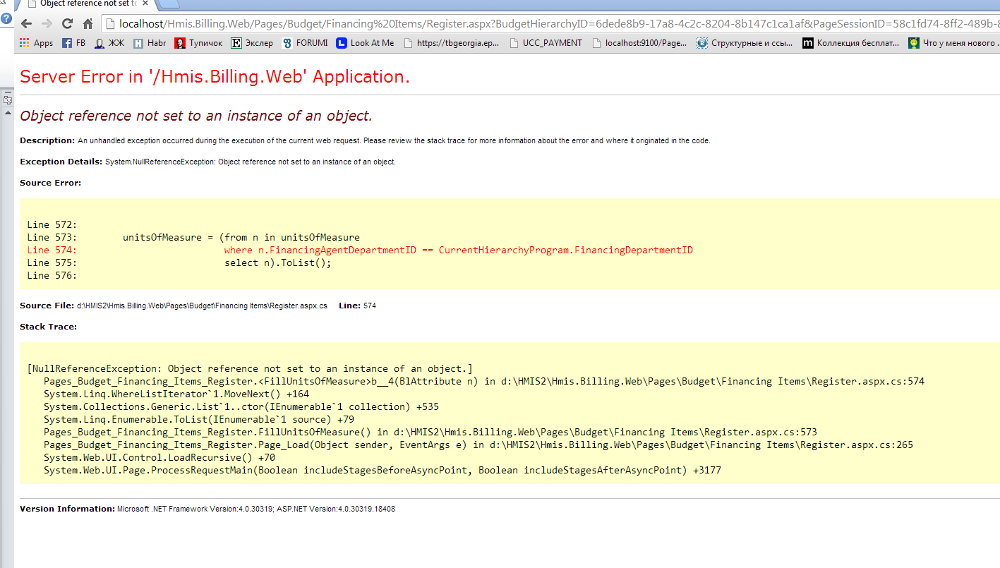 Object reference not set to
localhost/Hmis.Billing.Web/Pages/Budget/Financing%20Items/Register.aspx?BudgetHierarchyID=6dede8b9-17a8-4c2c-8204-8b147c1ca1af&PageSessionID=58c1fd74-8ff2-489b-8
Apps FB ЖЖ Habr Тупичок Экслер FORUMI Look At Me https://tbgeorgia.ep... UCC_PAYMENT localhost:9100/Page... Структурные и ссы... Коллекция бесплат... Что у меня нового .
Server Error in '/Hmis.Billing.Web' Application.
Object reference not set to an instance of an object.
Description: An unhandled exception occurred during the execution of the current web request. Please review the stack trace for more information about the error and where it originated in the code.
Exception Details: System.NullReferenceException: Object reference not set to an instance of an object.
Source Error:
Line 572:
Line 573:        unitsOfMeasure = (from n in unitsOfMeasure
Line 574:                          where n.FinancingAgentDepartmentID == CurrentHierarchyProgram.FinancingDepartmentID
Line 575:                          select n).ToList();
Line 576:
Source File: d:\HMIS2\Hmis.Billing.Web\Pages\Budget\Financing Items\Register.aspx.cs    Line: 574
Stack Trace:
[NullReferenceException: Object reference not set to an instance of an object.]
   Pages_Budget_Financing_Items_Register.<FillUnitsOfMeasure>b__4(BlAttribute n) in d:\HMIS2\Hmis.Billing.Web\Pages\Budget\Financing Items\Register.aspx.cs:574
   System.Linq.WhereListIterator`1.MoveNext() +164
   System.Collections.Generic.List`1..ctor(IEnumerable`1 collection) +535
   System.Linq.Enumerable.ToList(IEnumerable`1 source) +79
   Pages_Budget_Financing_Items_Register.FillUnitsOfMeasure() in d:\HMIS2\Hmis.Billing.Web\Pages\Budget\Financing Items\Register.aspx.cs:573
   Pages_Budget_Financing_Items_Register.Page_Load(Object sender, EventArgs e) in d:\HMIS2\Hmis.Billing.Web\Pages\Budget\Financing Items\Register.aspx.cs:265
   System.Web.UI.Control.LoadRecursive() +70
   System.Web.UI.Page.ProcessRequestMain(Boolean includeStagesBeforeAsyncPoint, Boolean includeStagesAfterAsyncPoint) +3177
Version Information: Microsoft .NET Framework Version:4.0.30319; ASP.NET Version:4.0.30319.18408